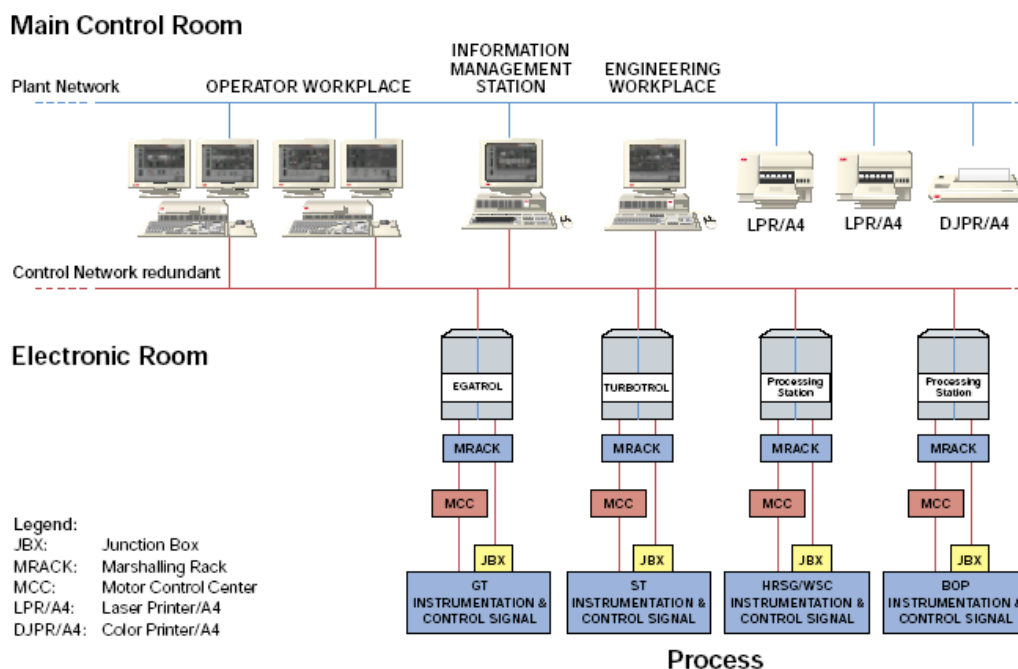 Main Control Room
Plant Network
OPERATOR WORKPLACE
INFORMATION
MANAGEMENT
STATION
ENGINEERING
WORKPLACE
LPR/A4
LPR/A4
DJPR/A4
Control Network redundant
Electronic Room
EGATROL
TURBOTROL
Processing
Station
Processing
Station
MRACK
MRACK
MRACK
MRACK
MCC
MCC
MCC
MCC
JBX
JBX
JBX
JBX
GT
INSTRUMENTATION &
CONTROL SIGNAL
ST
INSTRUMENTATION &
CONTROL SIGNAL
HRSG/WSC
INSTRUMENTATION &
CONTROL SIGNAL
BOP
INSTRUMENTATION &
CONTROL SIGNAL
Legend:
JBX: Junction Box
MRACK: Marshalling Rack
MCC: Motor Control Center
LPR/A4: Laser Printer/A4
DJPR/A4: Color Printer/A4
Process